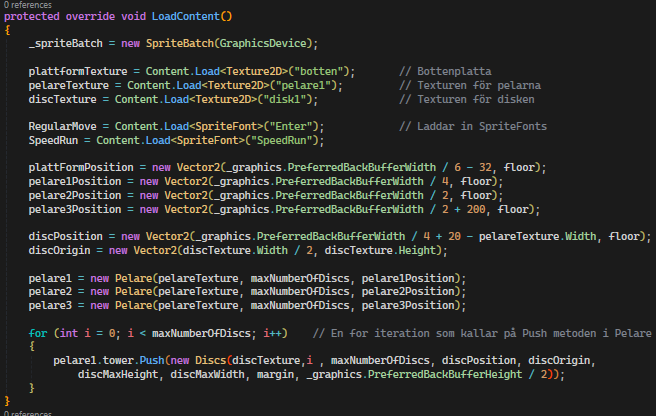 0 references
protected override void LoadContent()
{
_spriteBatch = new SpriteBatch(GraphicsDevice);
plattFormTexture = Content.Load<Texture2D>("botten"); // Bottenplatta
pelareTexture = Content.Load<Texture2D>("pelare1"); // Texturen för pelarna
discTexture = Content.Load<Texture2D>("disk1"); // Texturen för disken
RegularMove = Content.Load<SpriteFont>("Enter"); // Laddar in SpriteFonts
SpeedRun = Content.Load<SpriteFont>("SpeedRun");
plattFormPosition = new Vector2(_graphics.PreferredBackBufferWidth / 6 - 32, floor);
pelare1Position = new Vector2(_graphics.PreferredBackBufferWidth / 4, floor);
pelare2Position = new Vector2(_graphics.PreferredBackBufferWidth / 2, floor);
pelare3Position = new Vector2(_graphics.PreferredBackBufferWidth / 2 + 200, floor);
discPosition = new Vector2(_graphics.PreferredBackBufferWidth / 4 + 20 - pelareTexture.Width, floor);
discOrigin = new Vector2(discTexture.Width / 2, discTexture.Height);
pelare1 = new Pelare(pelareTexture, maxNumberOfDiscs, pelare1Position);
pelare2 = new Pelare(pelareTexture, maxNumberOfDiscs, pelare2Position);
pelare3 = new Pelare(pelareTexture, maxNumberOfDiscs, pelare3Position);
for (int i = 0; i < maxNumberOfDiscs; i++) // En for iteration som kallar på Push metoden i Pelare
{
pelare1.tower.Push(new Discs(discTexture,i , maxNumberOfDiscs, discPosition, discOrigin,
discMaxHeight, discMaxWidth, margin, _graphics.PreferredBackBufferHeight / 2));
}
}
0 references